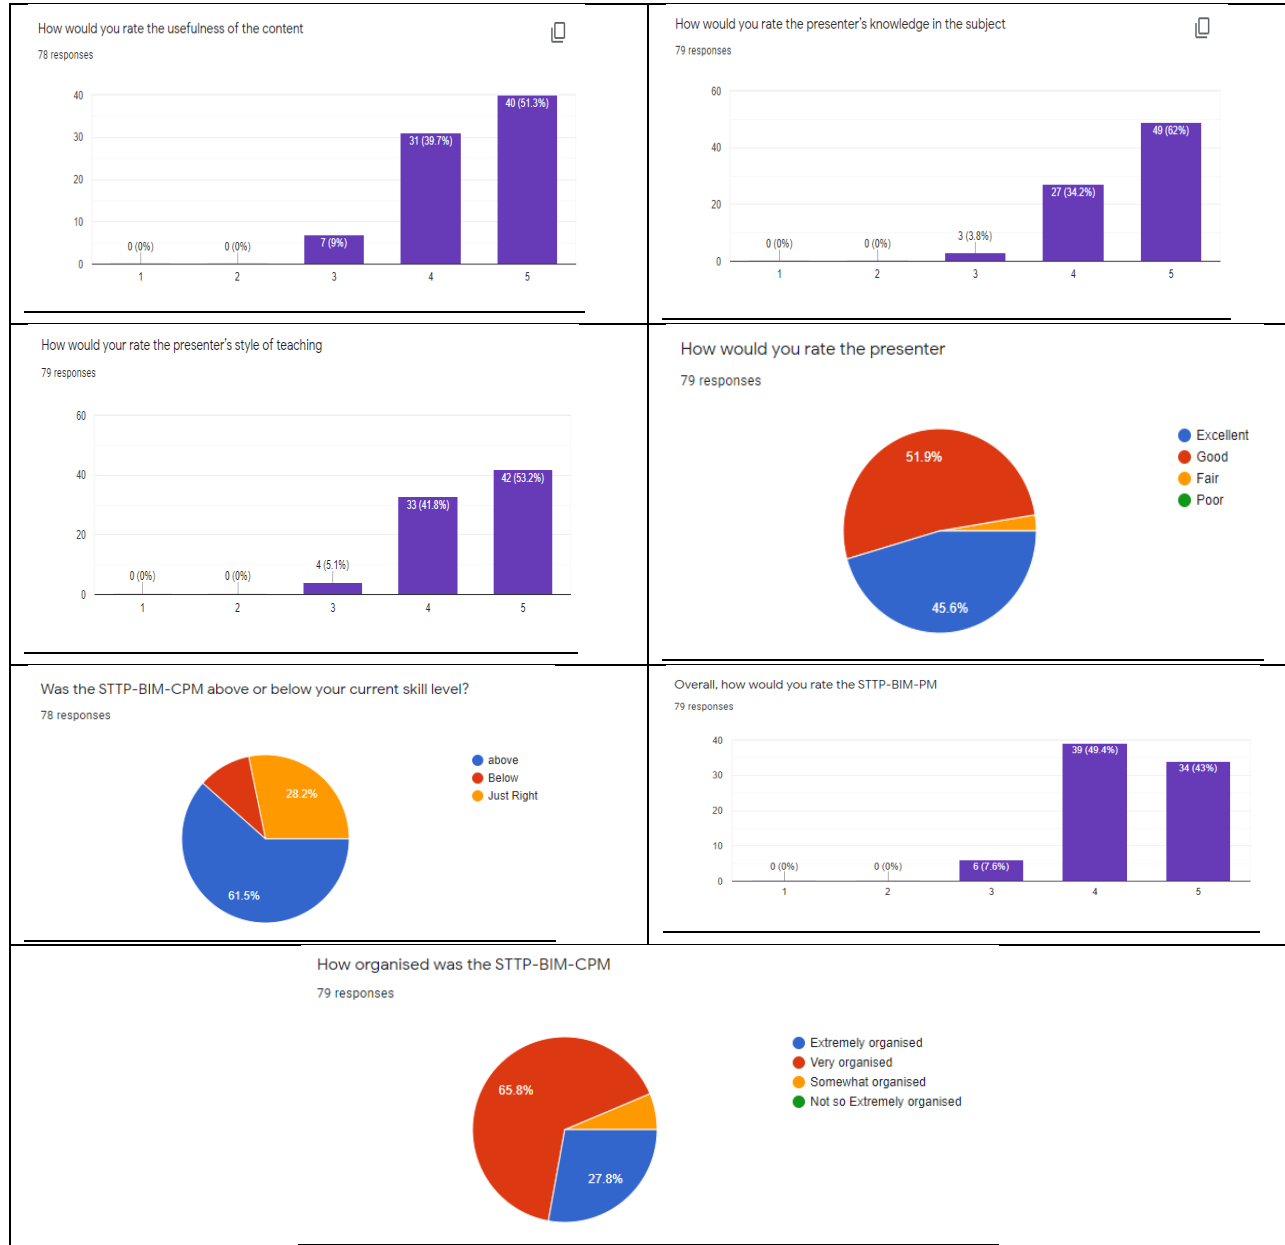 How would you rate the usefulness of the content
78 responses
40
30
20
10
0
0 (0%)
0 (0%)
7 (9%)
31 (39.7%)
40 (51.3%)
1
2
3
4
5
How would you rate the presenter's knowledge in the subject
79 responses
60
40
20
0
0 (0%)
0 (0%)
3 (3.8%)
27 (34.2%)
49 (62%)
1
2
3
4
5
How would your rate the presenter's style of teaching
79 responses
60
40
20
0
0 (0%)
0 (0%)
4 (5.1%)
33 (41.8%)
42 (53.2%)
1
2
3
4
5
How would you rate the presenter
79 responses
51.9%
45.6%
Excellent
Good
Fair
Poor
Was the STTP-BIM-CPM above or below your current skill level?
78 responses
28.2%
61.5%
above
Below
Just Right
Overall, how would you rate the STTP-BIM-PM
79 responses
40
30
20
10
0
0 (0%)
0 (0%)
6 (7.6%)
39 (49.4%)
34 (43%)
1
2
3
4
5
How organised was the STTP-BIM-CPM
79 responses
65.8%
27.8%
Extremely organised
Very organised
Somewhat organised
Not so Extremely organised